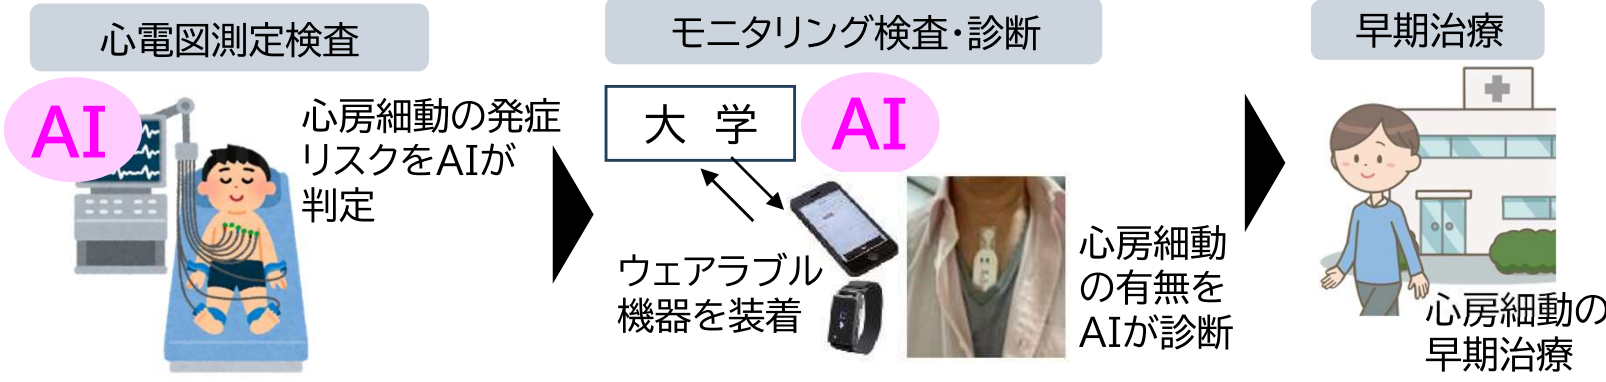 心電図測定検査
AI
心房細動の発症
リスクをAIが
判定
モニタリング検査・診断
大 学
AI
ウェアラブル
機器を装着
心房細動
の有無を
AIが診断
早期治療
心房細動の
早期治療